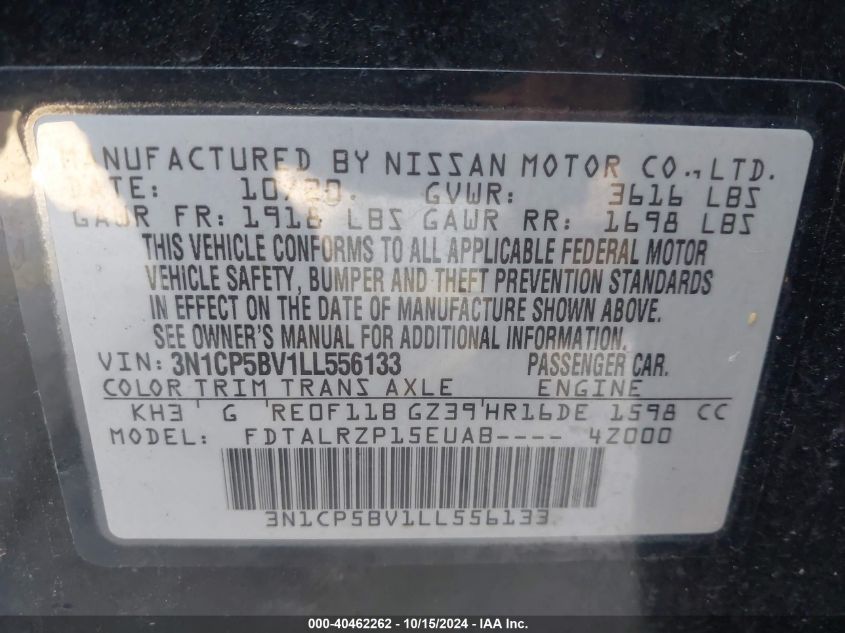 MANUFACTURED BY NISSAN MOTOR CO., LTD.
DATE: 10/20. GVWR: 3616 LBS
GAWR FR: 1918 LBS GAWR RR: 1698 LBS
THIS VEHICLE CONFORMS TO ALL APPLICABLE FEDERAL MOTOR
VEHICLE SAFETY, BUMPER AND THEFT PREVENTION STANDARDS
IN EFFECT ON THE DATE OF MANUFACTURE SHOWN ABOVE.
SEE OWNER'S MANUAL FOR ADDITIONAL INFORMATION.
VIN: 3N1CP5BV1LL556133 PASSENGER CAR.
COLOR TRIM TRANS AXLE ENGINE
KH3 G RE0F11B GZ39 HR16DE 1598 CC
MODEL: FDTALRZP15EUAB---- 4Z000
3N1CP5BV1LL556133
000-40462262 - 10/15/2024 - IAA Inc.